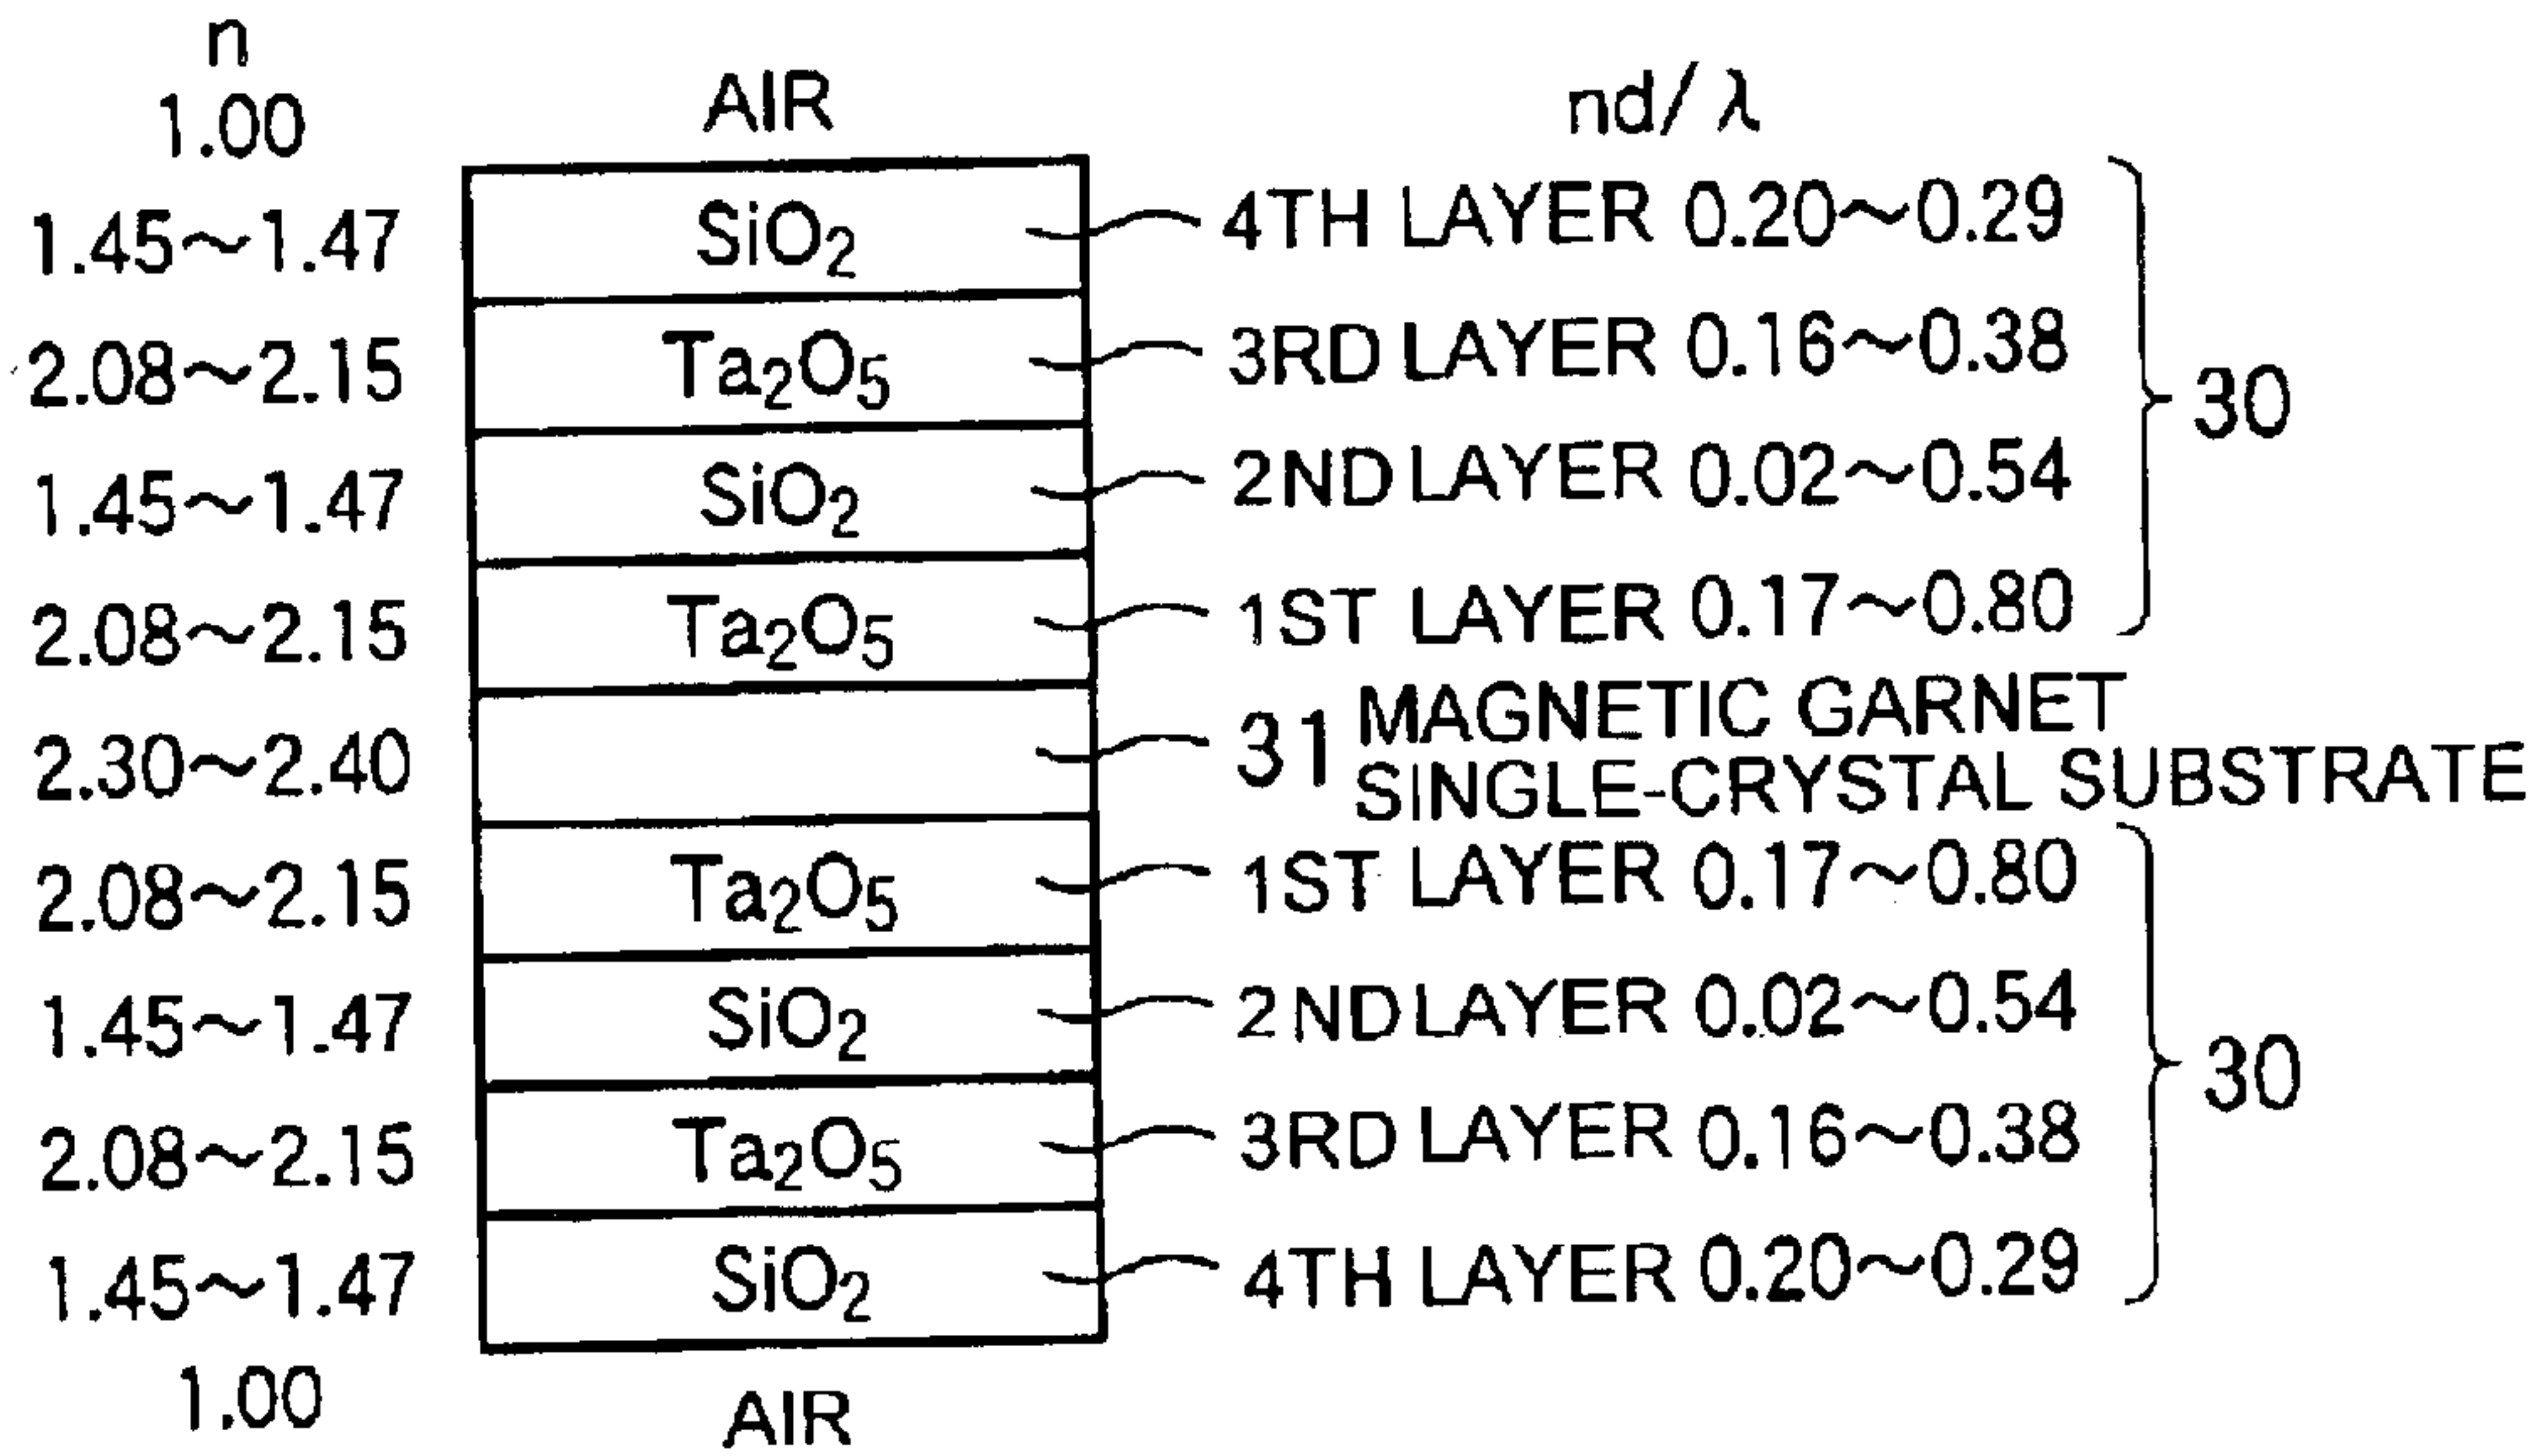 n
1.00 AIR nd/λ
1.45~1.47 SiO2 4TH LAYER 0.20~0.29
2.08~2.15 Ta2O5 3RD LAYER 0.16~0.38
30
1.45~1.47 SiO2 2ND LAYER 0.02~0.54
2.08~2.15 Ta2O5 1ST LAYER 0.17~0.80
2.30~2.40 31 MAGNETIC GARNET
SINGLE-CRYSTAL SUBSTRATE
2.08~2.15 Ta2O5 1ST LAYER 0.17~0.80
1.45~1.47 SiO2 2ND LAYER 0.02~0.54
30
2.08~2.15 Ta2O5 3RD LAYER 0.16~0.38
1.45~1.47 SiO2 4TH LAYER 0.20~0.29
1.00 AIR